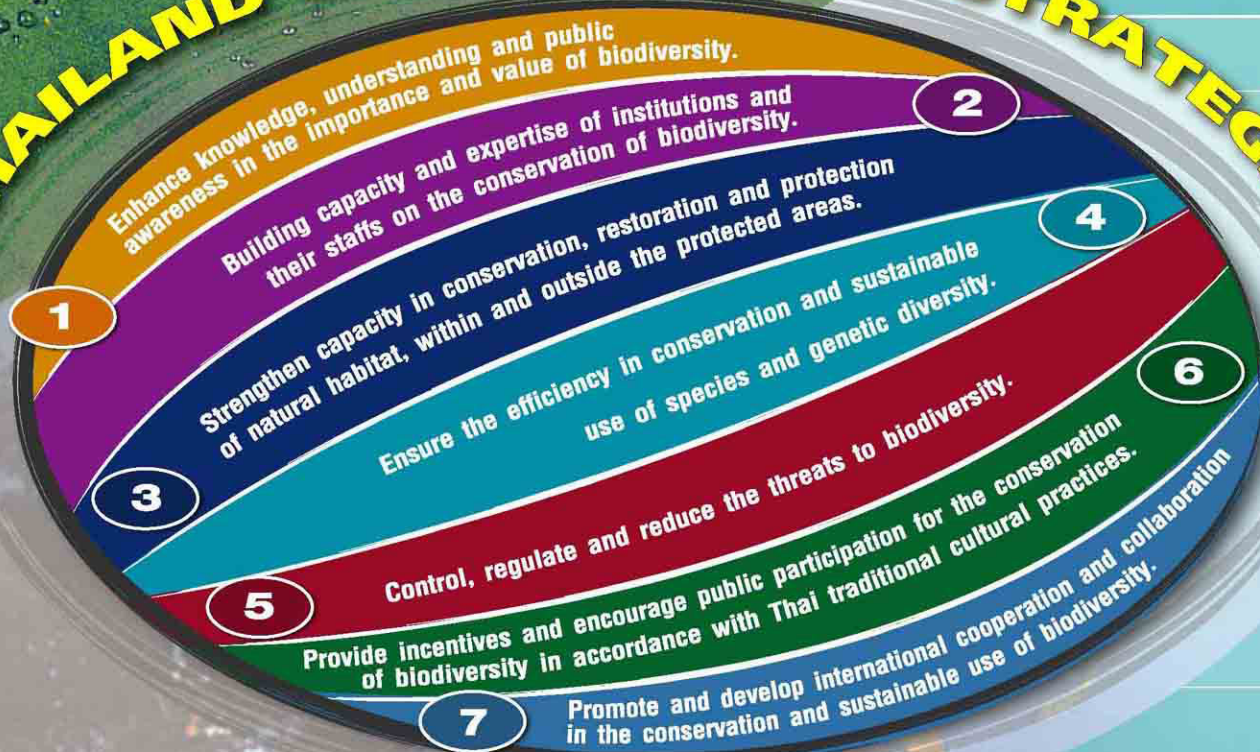 1
Enhance knowledge, understanding and public
awareness in the importance and value of biodiversity.
2
Building capacity and expertise of institutions and
their staffs on the conservation of biodiversity.
3
Strengthen capacity in conservation, restoration and protection
of natural habitat, within and outside the protected areas.
4
Ensure the efficiency in conservation and sustainable
use of species and genetic diversity.
5
Control, regulate and reduce the threats to biodiversity.
6
Provide incentives and encourage public participation for the conservation
of biodiversity in accordance with Thai traditional cultural practices.
7
Promote and develop international cooperation and collaboration
in the conservation and sustainable use of biodiversity.